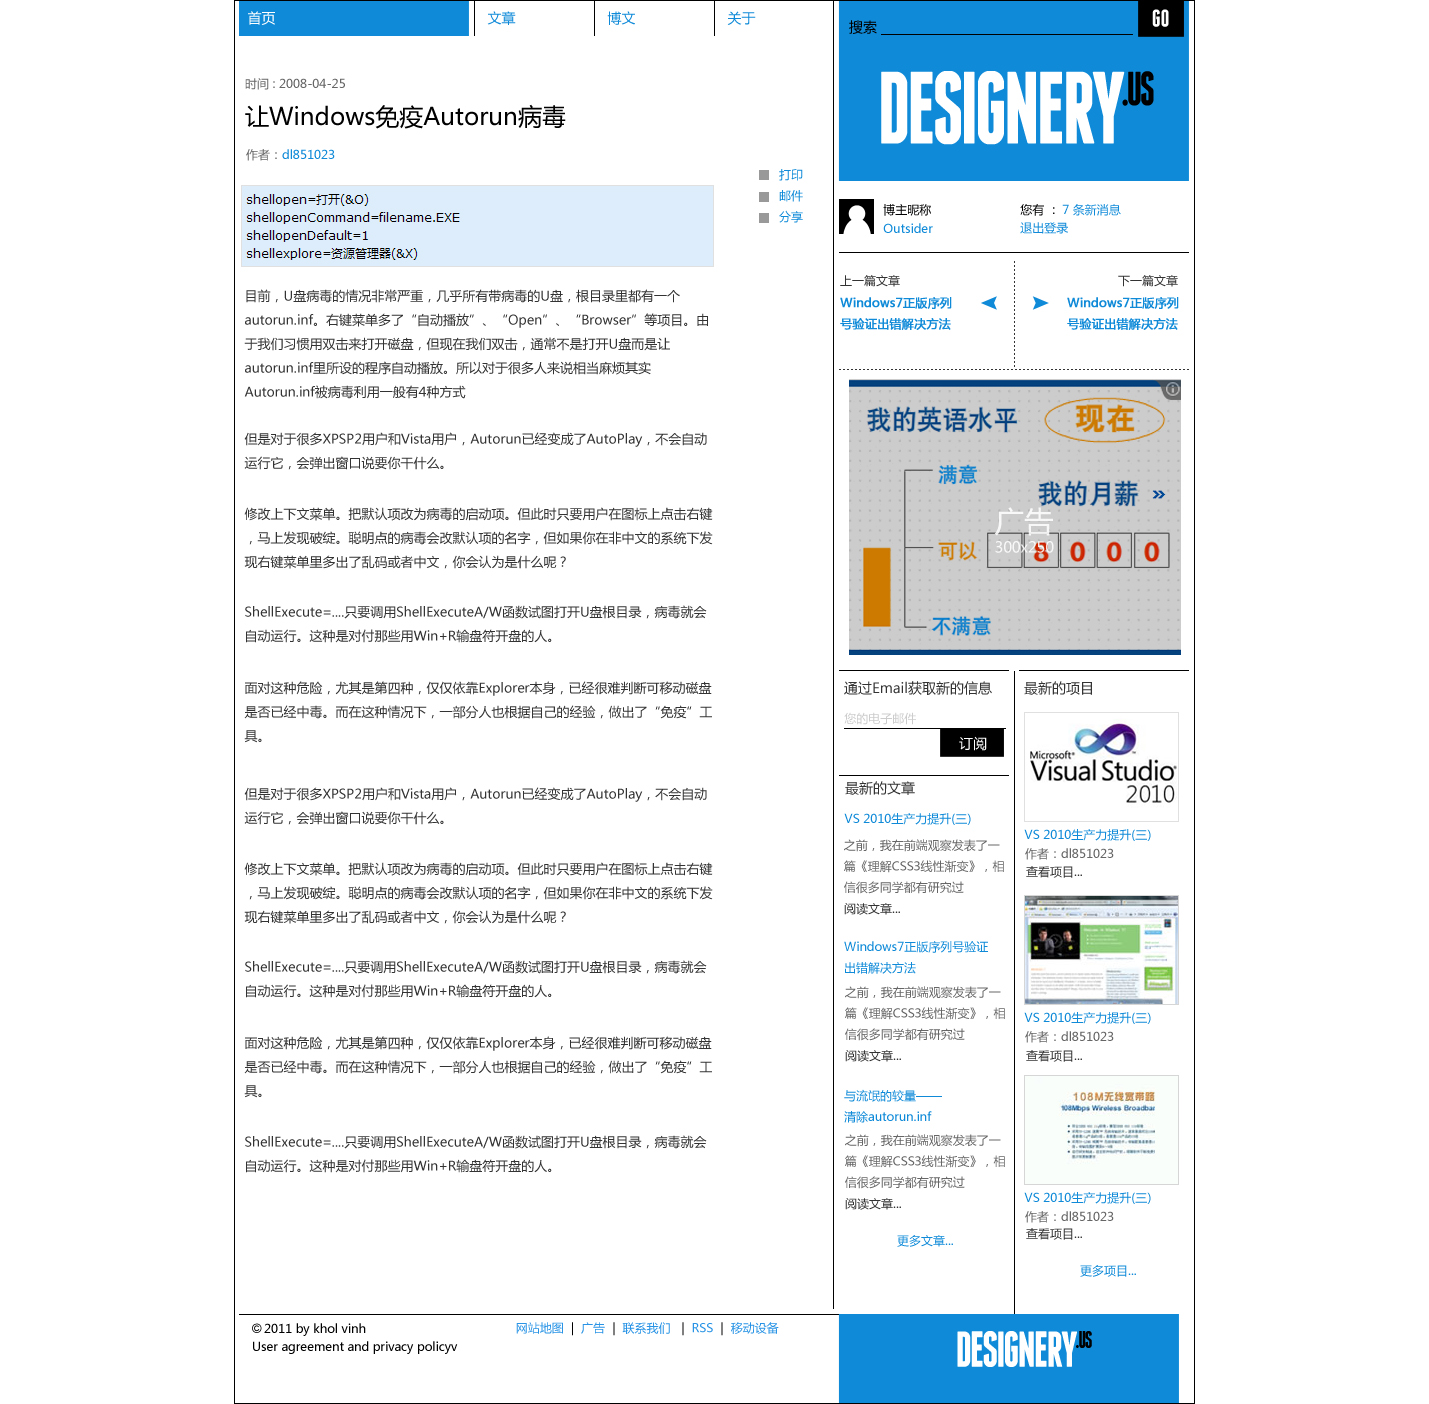 首页
文章
博文
关于
搜索
GO
DESIGNERY.US
时间 : 2008-04-25
让Windows免疫Autorun病毒
作者 : dl851023
打印
邮件
分享
shellopen=打开(&O)
shellopenCommand=filename.EXE
shellopenDefault=1
shellexplore=资源管理器(&X)
目前，U盘病毒的情况非常严重，几乎所有带病毒的U盘，根目录里都有一个
autorun.inf。右键菜单多了“自动播放”、“Open”、“Browser”等项目。由
于我们习惯用双击来打开磁盘，但现在我们双击，通常不是打开U盘而是让
autorun.inf里所设的程序自动播放。所以对于很多人来说相当麻烦其实
Autorun.inf被病毒利用一般有4种方式
但是对于很多XPSP2用户和Vista用户，Autorun已经变成了AutoPlay，不会自动
运行它，会弹出窗口说要你干什么。
修改上下文菜单。把默认项改为病毒的启动项。但此时只要用户在图标上点击右键
，马上发现破绽。聪明点的病毒会改默认项的名字，但如果你在非中文的系统下发
现右键菜单里多出了乱码或者中文，你会认为是什么呢？
ShellExecute=....只要调用ShellExecuteA/W函数试图打开U盘根目录，病毒就会
自动运行。这种是对付那些用Win+R输盘符开盘的人。
面对这种危险，尤其是第四种，仅仅依靠Explorer本身，已经很难判断可移动磁盘
是否已经中毒。而在这种情况下，一部分人也根据自己的经验，做出了“免疫”工
具。
但是对于很多XPSP2用户和Vista用户，Autorun已经变成了AutoPlay，不会自动
运行它，会弹出窗口说要你干什么。
修改上下文菜单。把默认项改为病毒的启动项。但此时只要用户在图标上点击右键
，马上发现破绽。聪明点的病毒会改默认项的名字，但如果你在非中文的系统下发
现右键菜单里多出了乱码或者中文，你会认为是什么呢？
ShellExecute=....只要调用ShellExecuteA/W函数试图打开U盘根目录，病毒就会
自动运行。这种是对付那些用Win+R输盘符开盘的人。
面对这种危险，尤其是第四种，仅仅依靠Explorer本身，已经很难判断可移动磁盘
是否已经中毒。而在这种情况下，一部分人也根据自己的经验，做出了“免疫”工
具。
ShellExecute=....只要调用ShellExecuteA/W函数试图打开U盘根目录，病毒就会
自动运行。这种是对付那些用Win+R输盘符开盘的人。
博主昵称
Outsider
您有 : 7 条新消息
退出登录
上一篇文章
Windows7正版序列
号验证出错解决方法
下一篇文章
Windows7正版序列
号验证出错解决方法
我的英语水平
现在
满意
我的月薪 »
广告
300x250
可以
8 0 0 0
不满意
通过Email获取新的信息
您的电子邮件
订阅
最新的文章
VS 2010生产力提升(三)
之前，我在前端观察发表了一
篇《理解CSS3线性渐变》，相
信很多同学都有研究过
阅读文章...
Windows7正版序列号验证
出错解决方法
之前，我在前端观察发表了一
篇《理解CSS3线性渐变》，相
信很多同学都有研究过
阅读文章...
与流氓的较量——
清除autorun.inf
之前，我在前端观察发表了一
篇《理解CSS3线性渐变》，相
信很多同学都有研究过
阅读文章...
更多文章...
最新的项目
Microsoft®
Visual Studio®
2010
VS 2010生产力提升(三)
作者 : dl851023
查看项目...
VS 2010生产力提升(三)
作者 : dl851023
查看项目...
108M无线宽带路
108Mbps Wireless Broadbar
VS 2010生产力提升(三)
作者 : dl851023
查看项目...
更多项目...
© 2011 by khol vinh
User agreement and privacy policyv
网站地图 | 广告 | 联系我们 | RSS | 移动设备
DESIGNERY.US